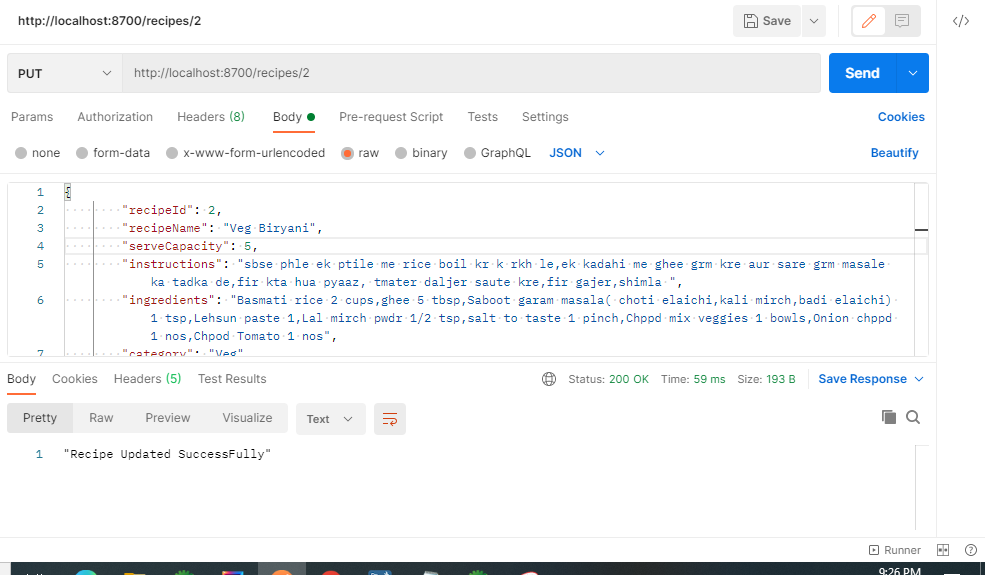 http://localhost:8700/recipes/2
Save
PUT
http://localhost:8700/recipes/2
Send
Params Authorization Headers (8) Body Pre-request Script Tests Settings Cookies
none form-data x-www-form-urlencoded raw binary GraphQL JSON Beautify
1 {
2 "recipeId": 2,
3 "recipeName": "Veg Biryani",
4 "serveCapacity": 5,
5 "instructions": "sbse phle ek ptile me rice boil kr k rkh le,ek kadahi me ghee grm kre aur sare grm masale
ka tadka de,fir kta hua pyaaz, tmater daljer saute kre,fir gajer,shimla ",
6 "ingredients": "Basmati rice 2 cups,ghee 5 tbsp,Saboot garam masala( choti elaichi,kali mirch,badi elaichi)
1 tsp,Lehsun paste 1,Lal mirch pwdr 1/2 tsp,salt to taste 1 pinch,Chppd mix veggies 1 bowls,Onion chppd
1 nos,Chpod Tomato 1 nos",
7 "category": "Veg"
Body Cookies Headers (5) Test Results Status: 200 OK Time: 59 ms Size: 193 B Save Response
Pretty Raw Preview Visualize Text
1 "Recipe Updated SuccessFully"
Runner
9:26 PM